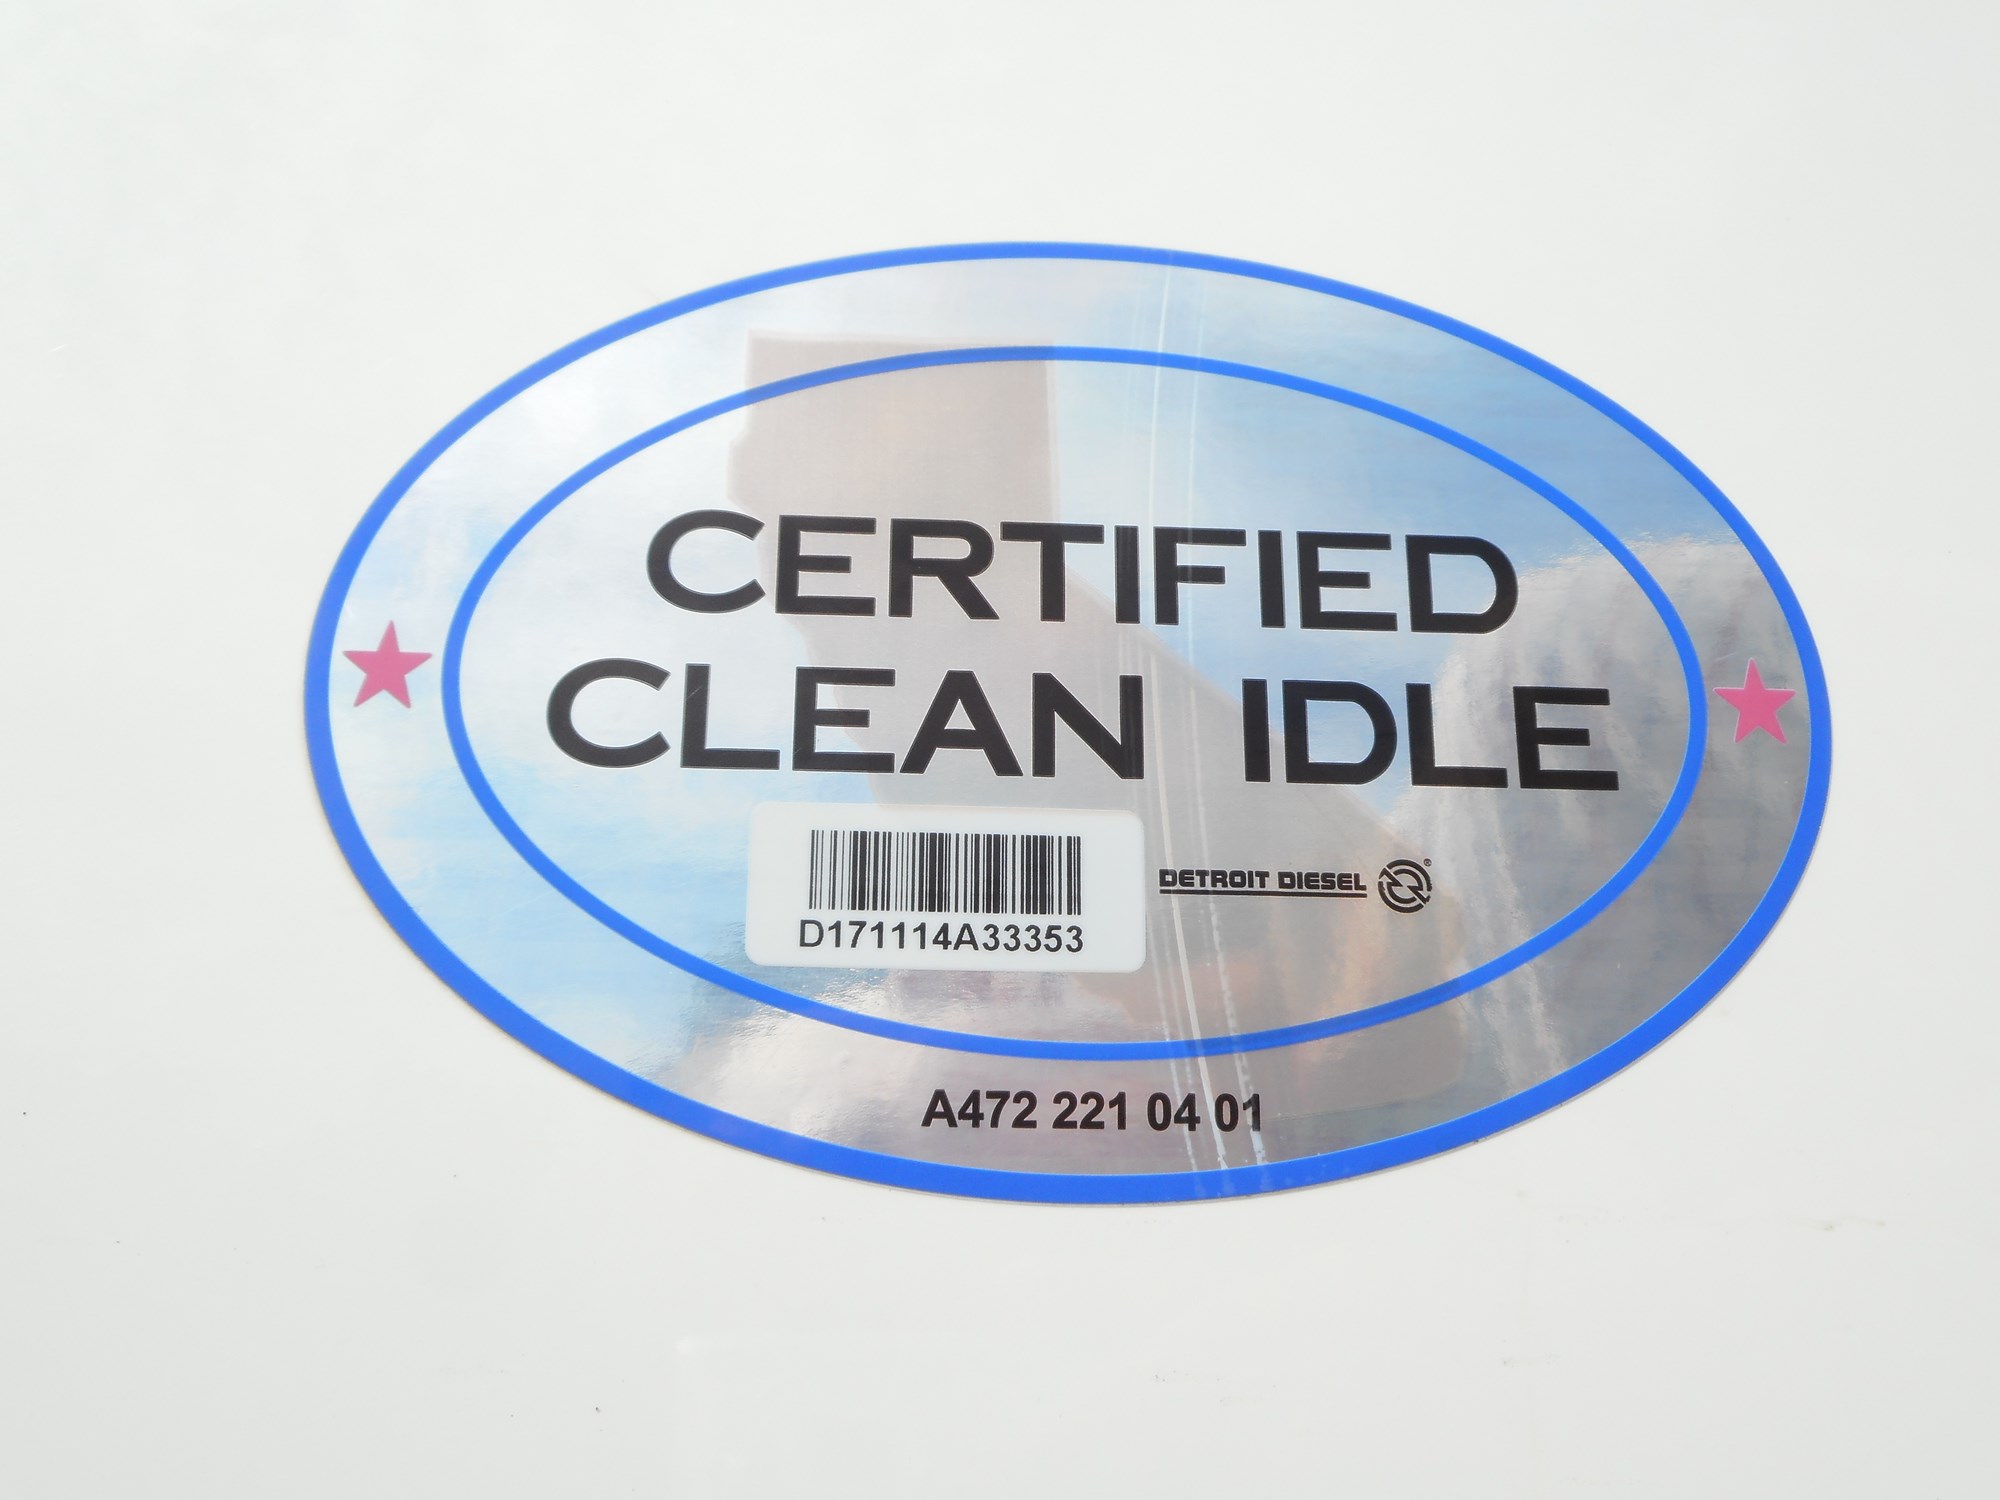 CERTIFIED
CLEAN IDLE
D171114A33353
DETROIT DIESEL ®
A472 221 04 01